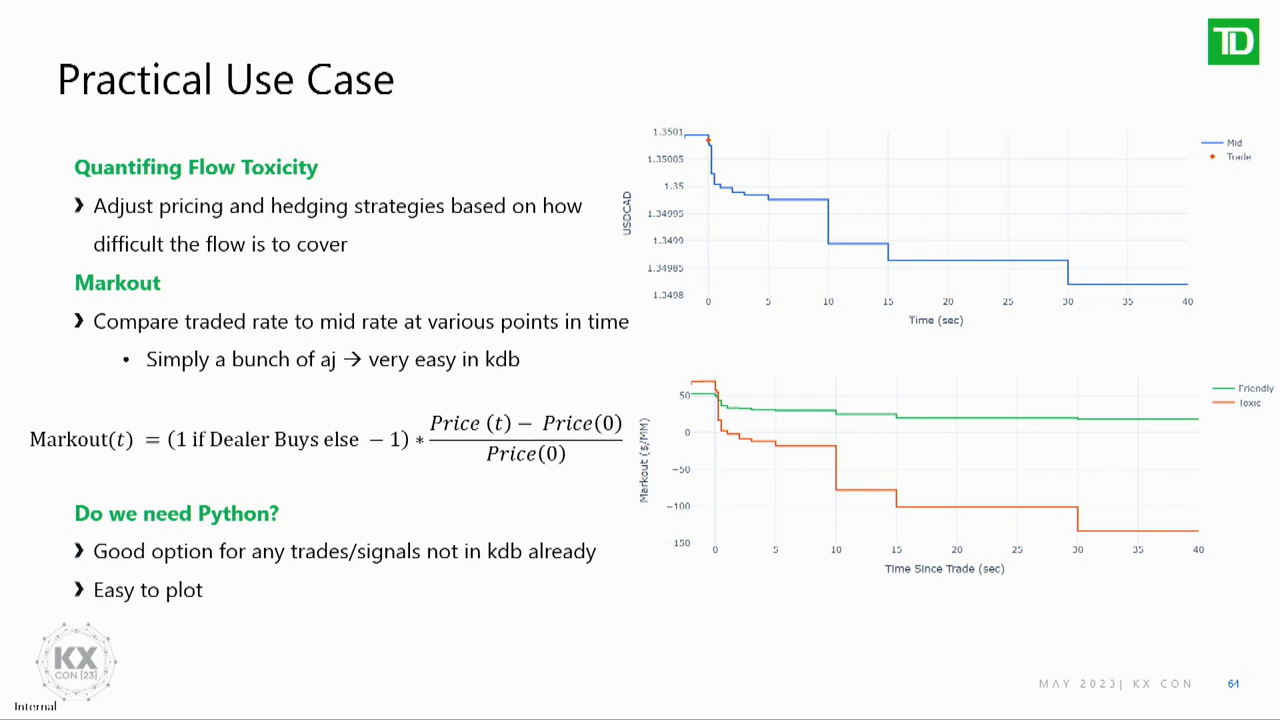 TD
Practical Use Case
Quantifing Flow Toxicity
❯ Adjust pricing and hedging strategies based on how
difficult the flow is to cover
Markout
❯ Compare traded rate to mid rate at various points in time
• Simply a bunch of aj → very easy in kdb
Markout(t) = (1 if Dealer Buys else − 1) * (Price (t) − Price(0)) / Price(0)
Do we need Python?
❯ Good option for any trades/signals not in kdb already
❯ Easy to plot
1.3501
1.35005
1.35
1.34995
1.3499
1.34985
1.3498
USDCAD
0 5 10 15 20 25 30 35 40
Time (sec)
Mid
Trade
50
0
−50
−100
150
Markout ($/MM)
0 5 10 15 20 25 30 35 40
Time Since Trade (sec)
Friendly
Toxic
KX
CON [23]
Internal
MAY 2023| KX CON 64